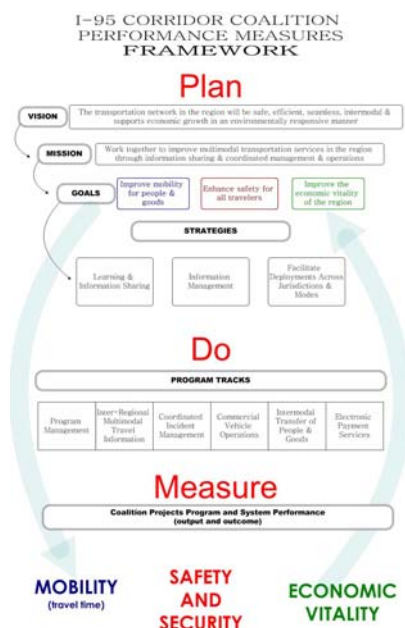 I-95 CORRIDOR COALITION
PERFORMANCE MEASURES
FRAMEWORK
Plan
VISION
The transportation network in the region will be safe, efficient, seamless, intermodal &
supports economic growth in an environmentally responsive manner
MISSION
Work together to improve multimodal transportation services in the region
through information sharing & coordinated management & operations
GOALS
Improve mobility
for people &
goods
Enhance safety for
all travelers
Improve the
economic vitality
of the region
STRATEGIES
Learning &
Information Sharing
Information
Management
Facilitate
Deployments Across
Jurisdictions &
Modes
Do
PROGRAM TRACKS
Program
Management
Inter-Regional
Multimodal
Travel
Information
Coordinated
Incident
Management
Commercial
Vehicle
Operations
Intermodal
Transfer of
People &
Goods
Electronic
Payment
Services
Measure
Coalition Projects Program and System Performance
(output and outcome)
MOBILITY
(travel time)
SAFETY
AND
SECURITY
ECONOMIC
VITALITY